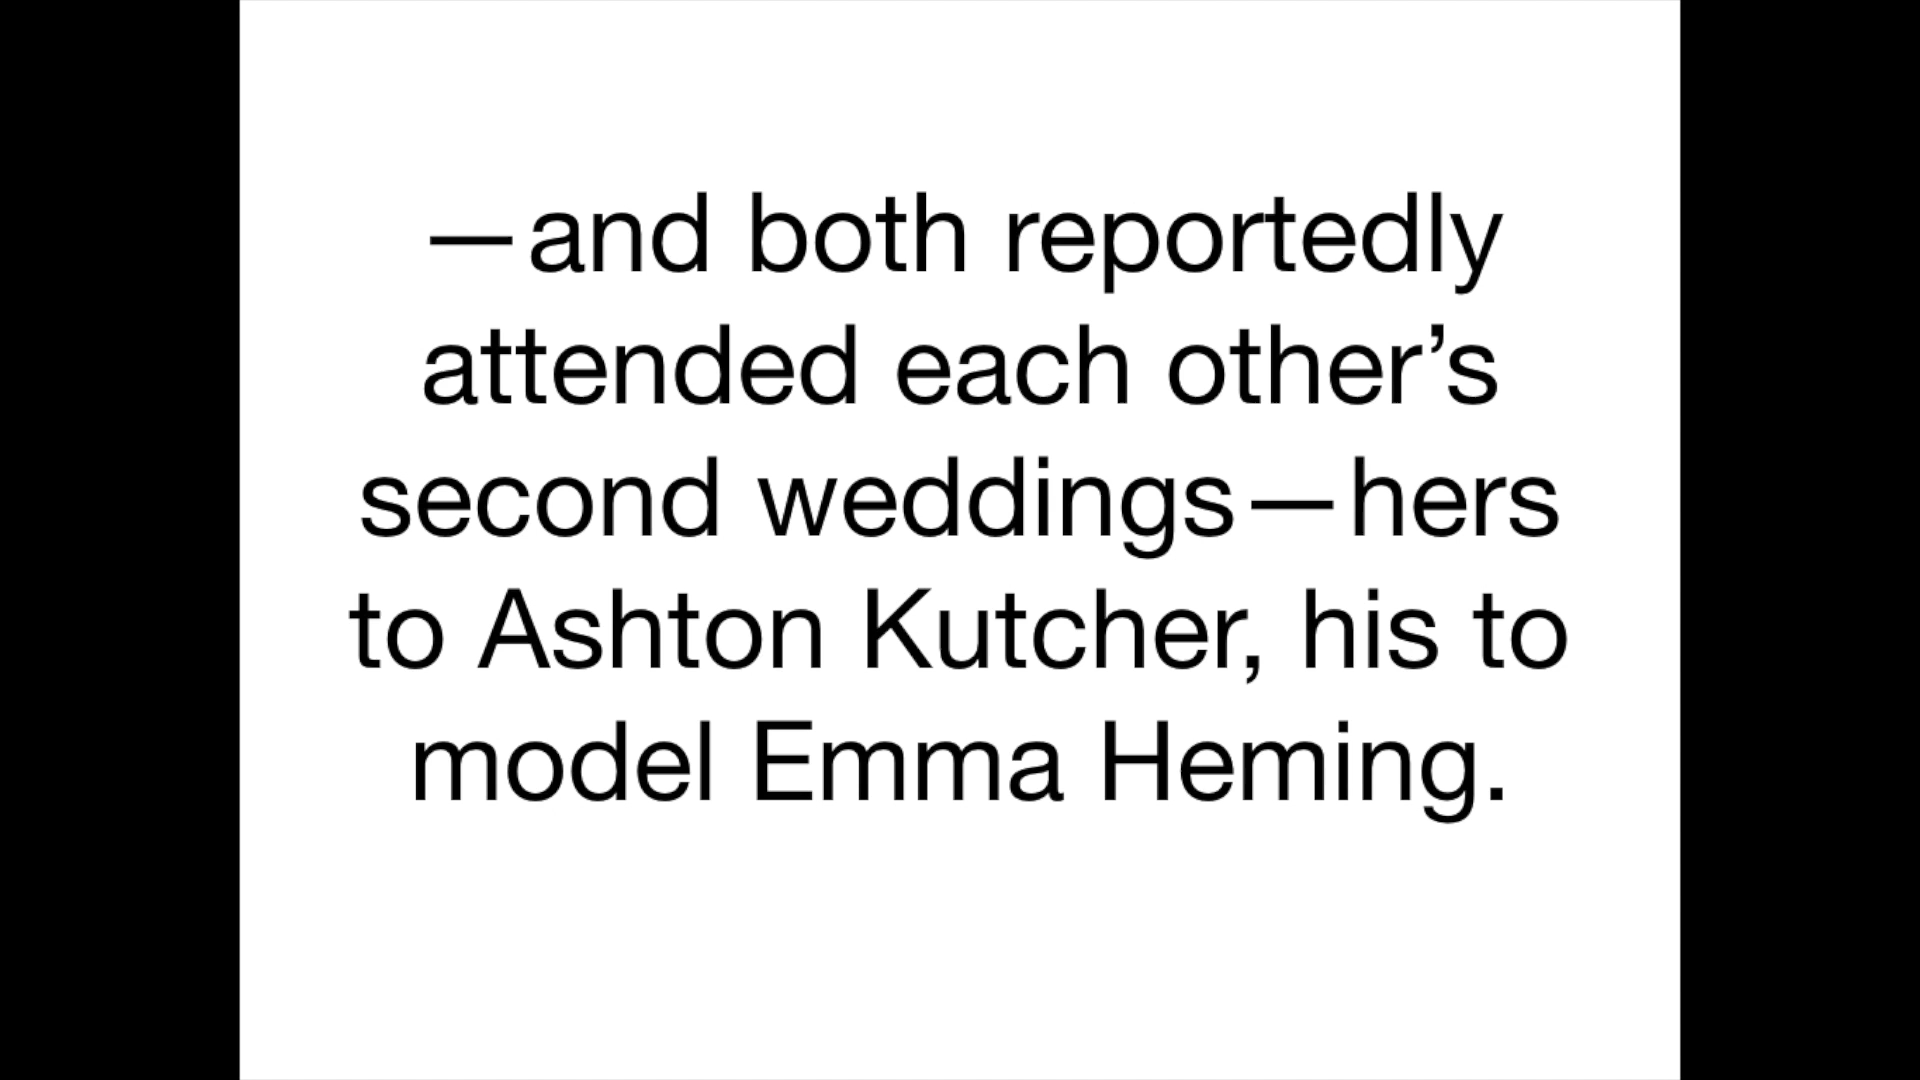 —and both reportedly
attended each other’s
second weddings—hers
to Ashton Kutcher, his to
model Emma Heming.